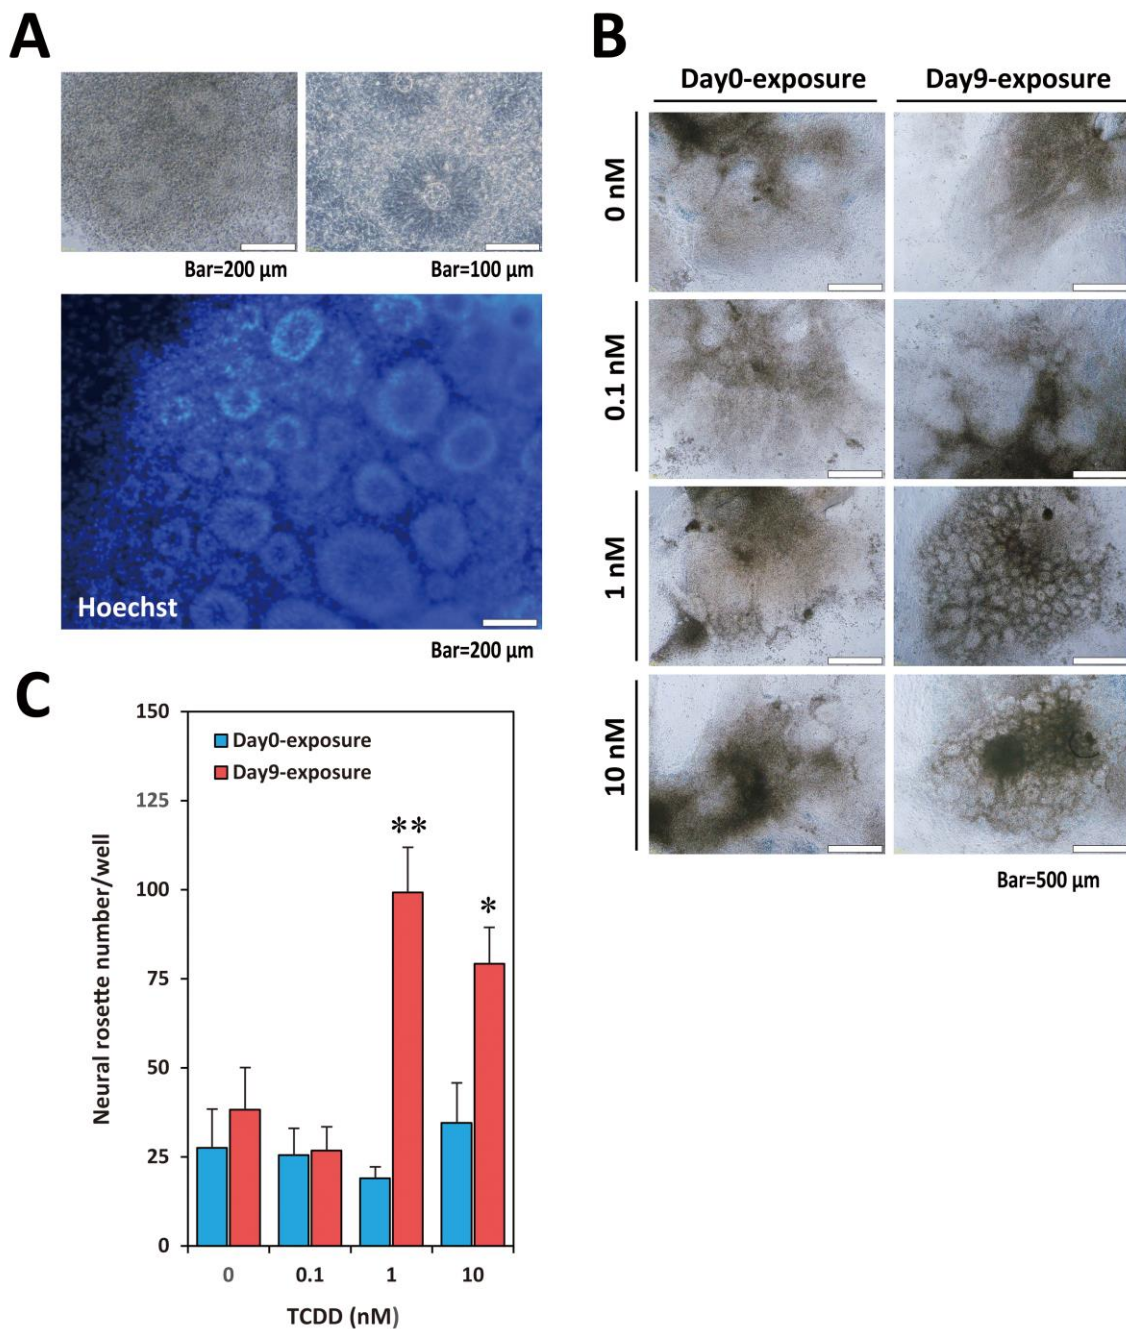 A
Bar=200 μm
Bar=100 μm
Hoechst
Bar=200 μm
B
Day0-exposure
Day9-exposure
0 nM
0.1 nM
1 nM
10 nM
Bar=500 μm
C
Neural rosette number/well
150
125
100
75
50
25
0
Day0-exposure
Day9-exposure
**
*
0
0.1
1
10
TCDD (nM)